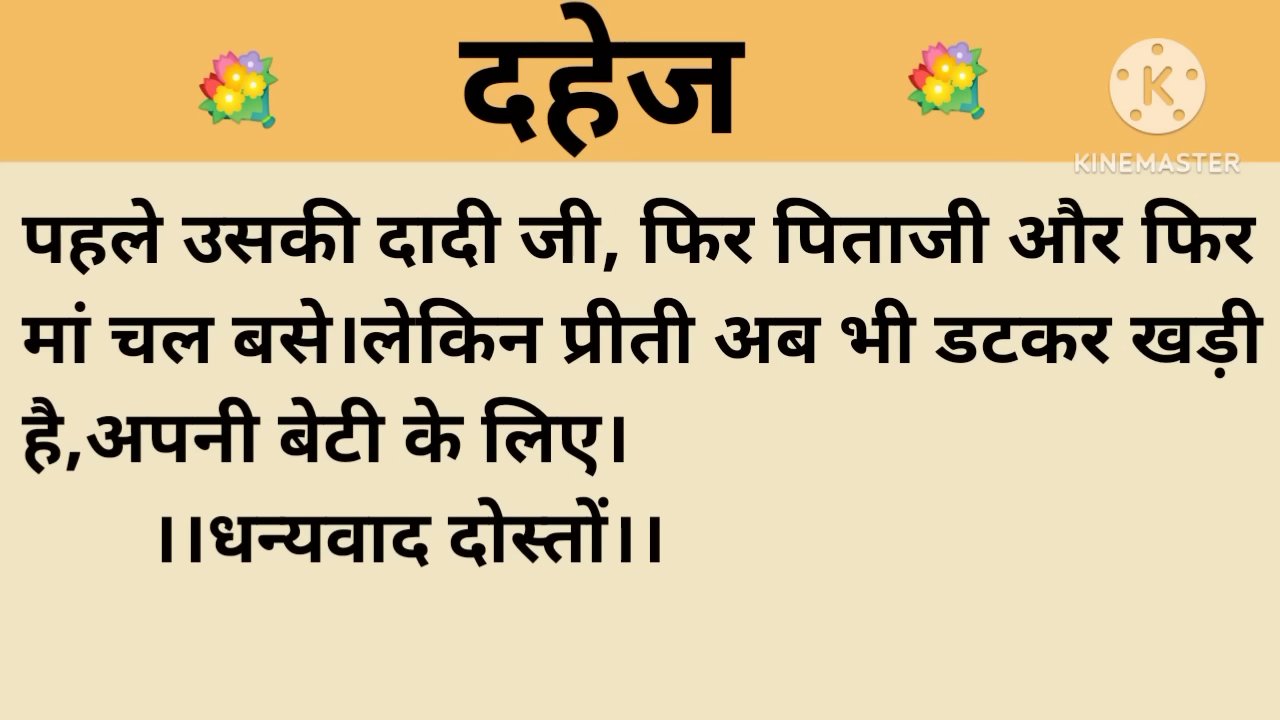 दहेज
KINEMASTER
पहले उसकी दादी जी, फिर पिताजी और फिर
मां चल बसे।लेकिन प्रीती अब भी डटकर खड़ी
है,अपनी बेटी के लिए।
।।धन्यवाद दोस्तों।।